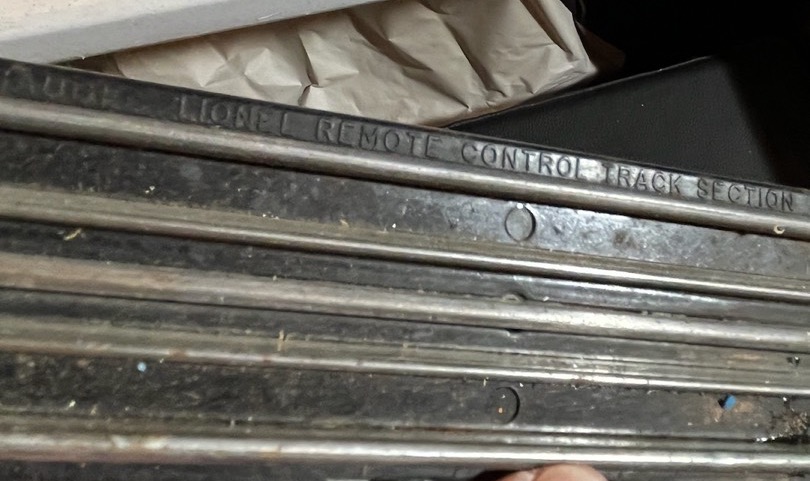 LIONEL REMOTE CONTROL TRACK SECTION